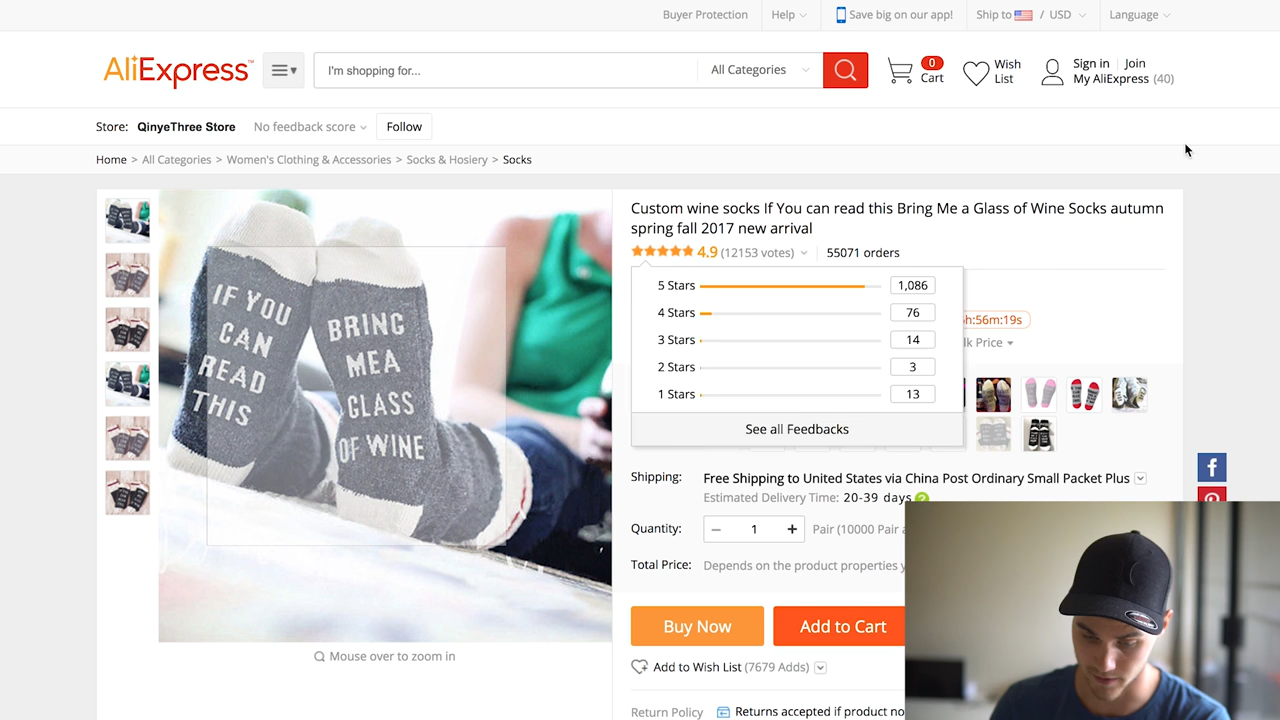 Buyer Protection
Help
Save big on our app!
Ship to / USD
Language
AliExpress™
I'm shopping for...
All Categories
0
Cart
Wish
List
Sign in | Join
My AliExpress (40)
Store: QinyeThree Store No feedback score Follow
Home > All Categories > Women's Clothing & Accessories > Socks & Hosiery > Socks
IF YOU
CAN
READ
THIS
BRING
ME A
GLASS
OF WINE
Custom wine socks If You can read this Bring Me a Glass of Wine Socks autumn
spring fall 2017 new arrival
4.9 (12153 votes) 55071 orders
5 Stars 1,086
4 Stars 76
3 Stars 14
2 Stars 3
1 Stars 13
See all Feedbacks
h:56m:19s
lk Price
Shipping: Free Shipping to United States via China Post Ordinary Small Packet Plus
Estimated Delivery Time: 20-39 days ?
Quantity: − 1 + Pair (10000 Pair a
Total Price: Depends on the product properties y
Buy Now
Add to Cart
Add to Wish List (7679 Adds)
Return Policy Returns accepted if product no
Mouse over to zoom in